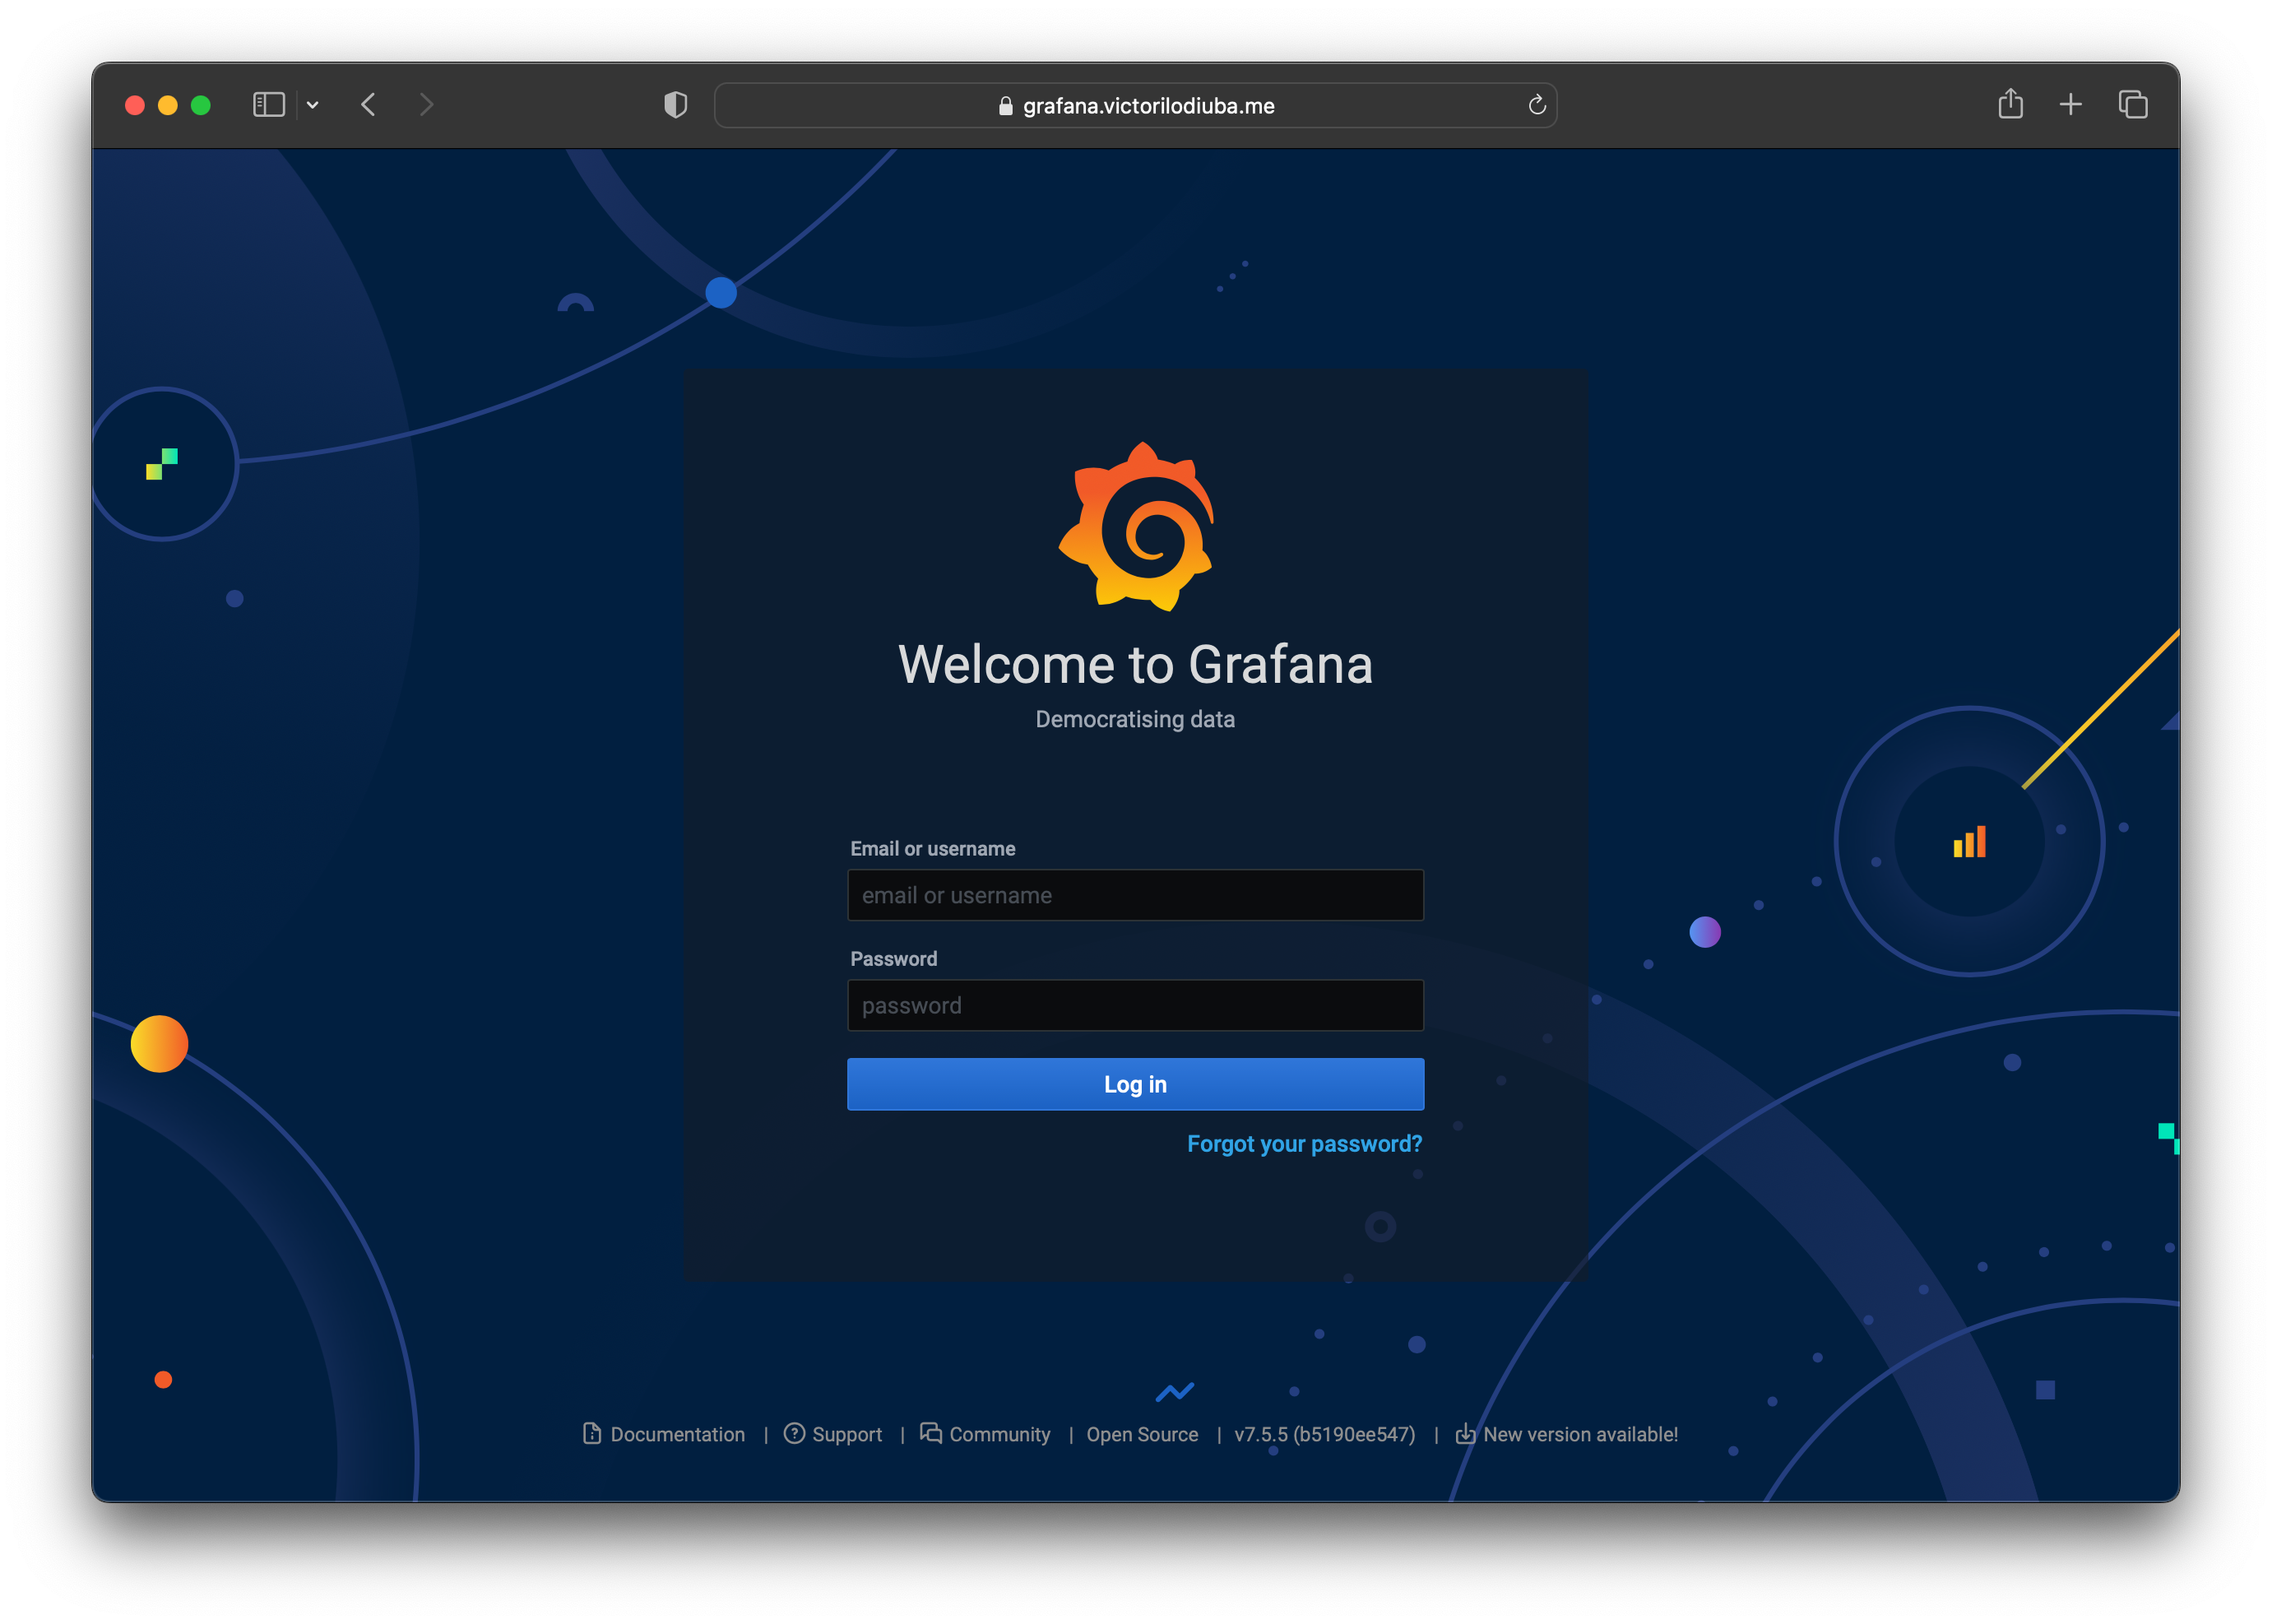 grafana.victorilodiuba.me
Welcome to Grafana
Democratising data
Email or username
email or username
Password
password
Log in
Forgot your password?
Documentation | Support | Community | Open Source | v7.5.5 (b5190ee547) | New version available!